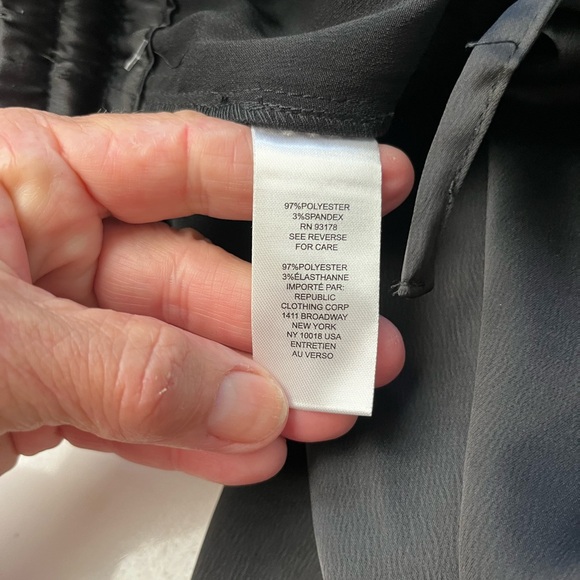 97%POLYESTER
3%SPANDEX
RN 93178
SEE REVERSE
FOR CARE
97%POLYESTER
3%ÉLASTHANNE
IMPORTÉ PAR:
REPUBLIC
CLOTHING CORP
1411 BROADWAY
NEW YORK
NY 10018 USA
ENTRETIEN
AU VERSO